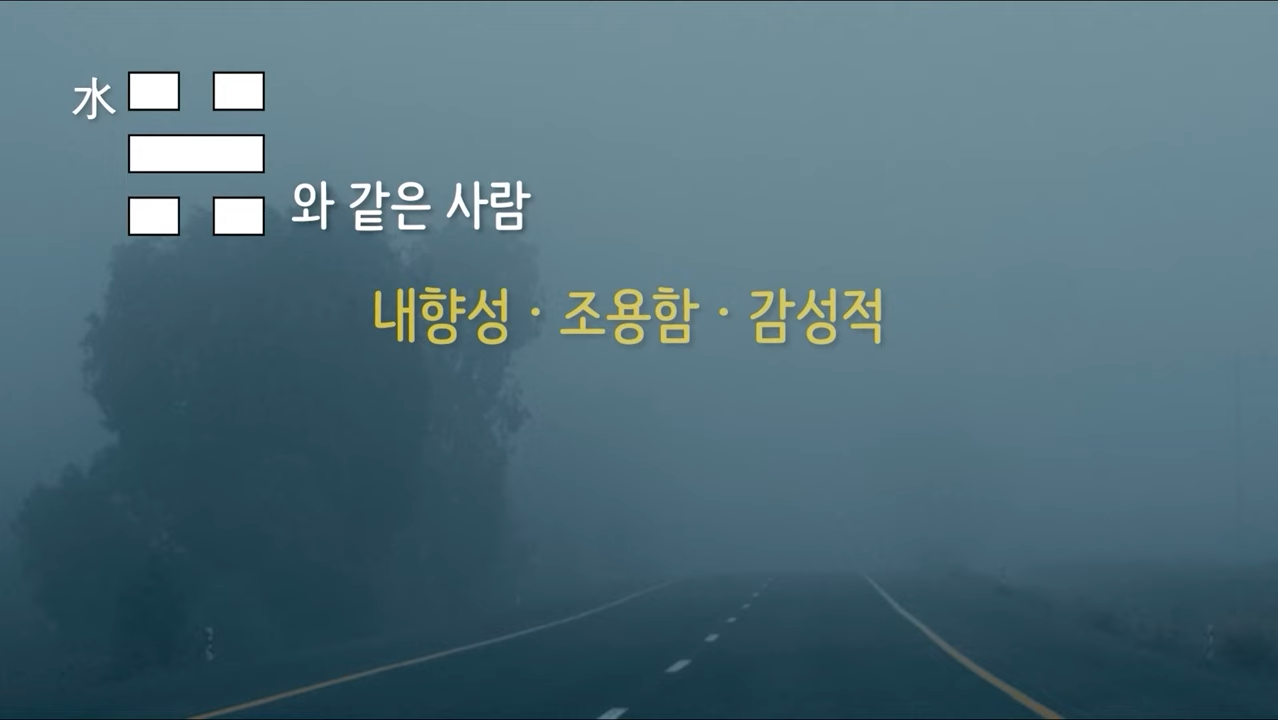 水
와 같은 사람
내향성 · 조용함 · 감성적